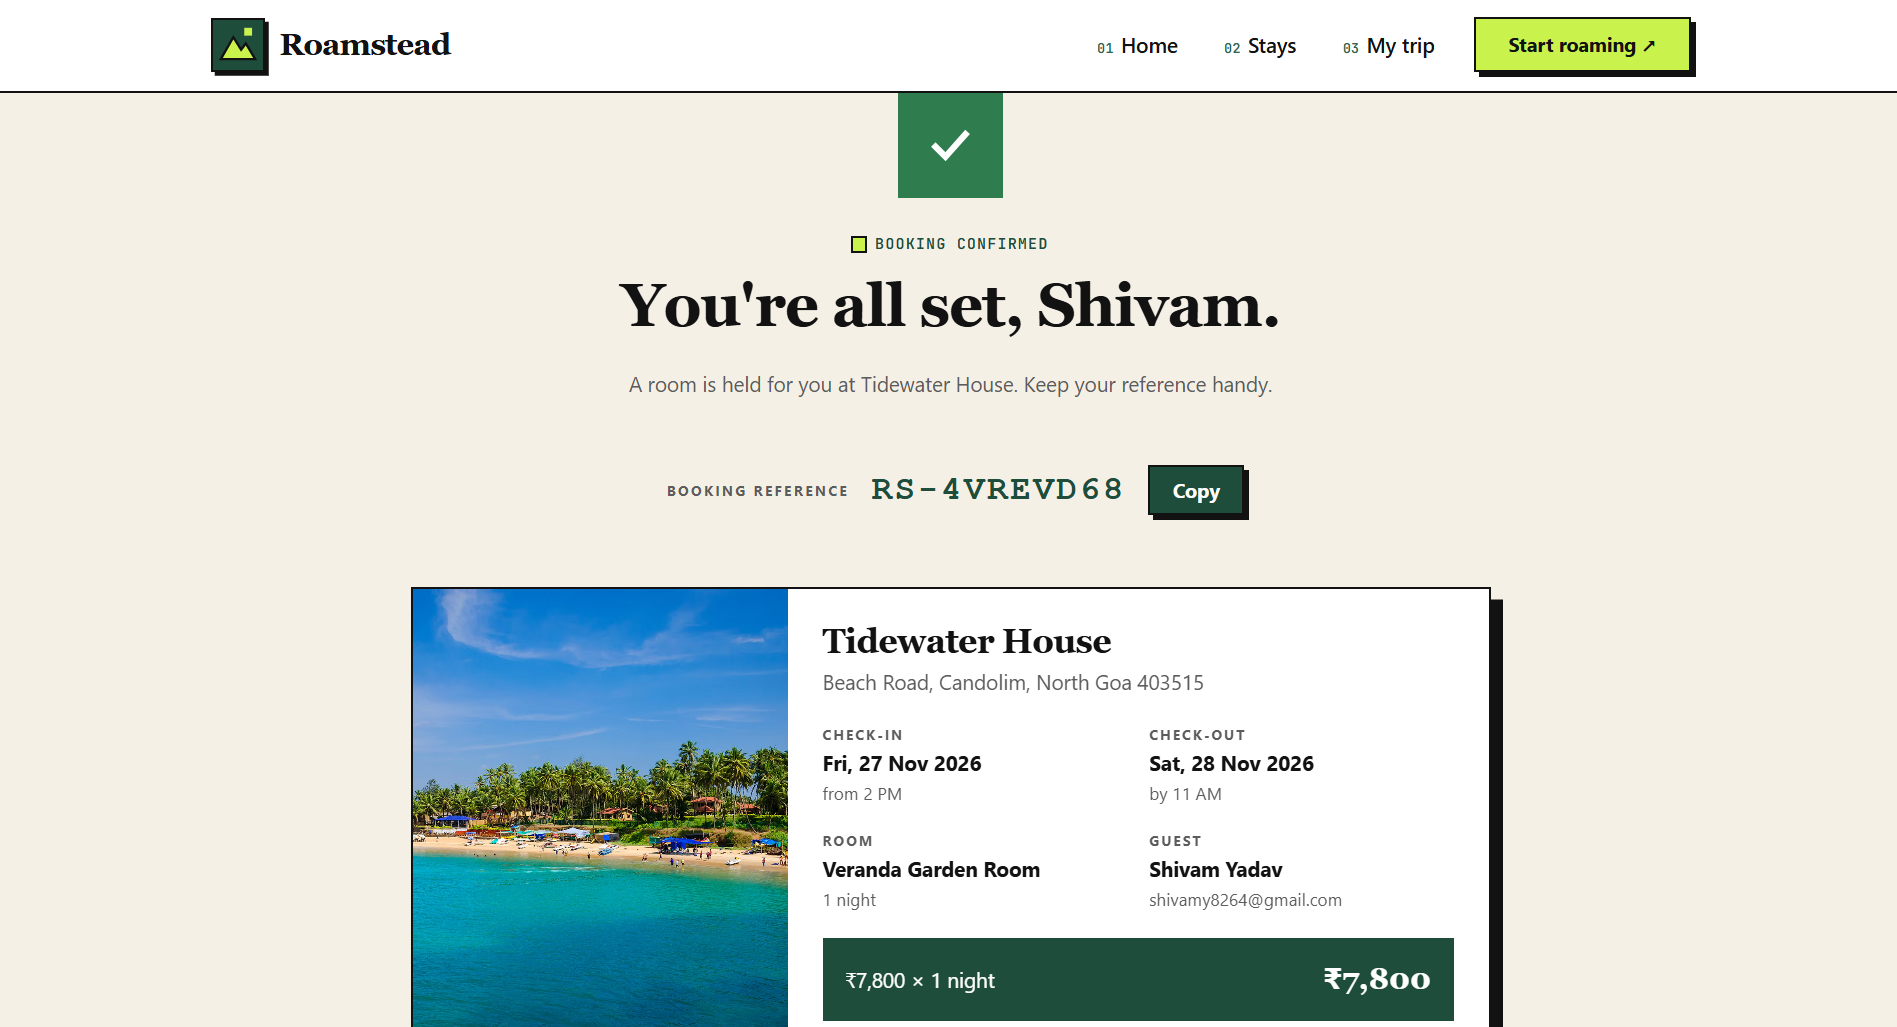 Roamstead
01 Home
02 Stays
03 My trip
Start roaming ↗
BOOKING CONFIRMED
You're all set, Shivam.
A room is held for you at Tidewater House. Keep your reference handy.
BOOKING REFERENCE RS-4VREVD68 Copy
Tidewater House
Beach Road, Candolim, North Goa 403515
CHECK-IN
Fri, 27 Nov 2026
from 2 PM
CHECK-OUT
Sat, 28 Nov 2026
by 11 AM
ROOM
Veranda Garden Room
1 night
GUEST
Shivam Yadav
shivamy8264@gmail.com
₹7,800 × 1 night ₹7,800